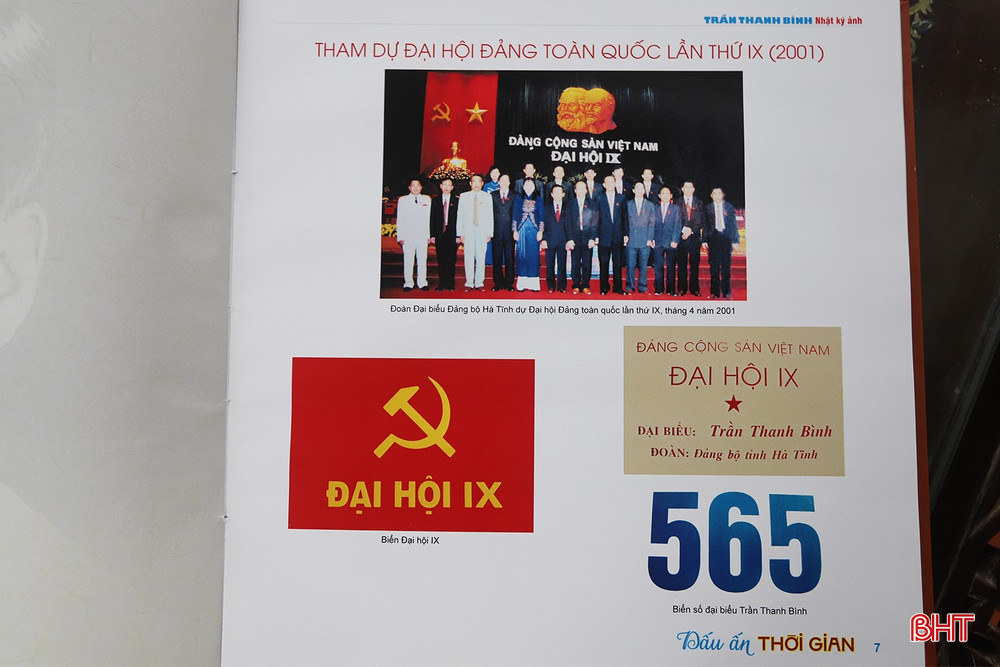 TRẦN THANH BÌNH Nhật ký ảnh
THAM DỰ ĐẠI HỘI ĐẢNG TOÀN QUỐC LẦN THỨ IX (2001)
ĐẢNG CỘNG SẢN VIỆT NAM
ĐẠI HỘI IX
Đoàn Đại biểu Đảng bộ Hà Tĩnh dự Đại hội Đảng toàn quốc lần thứ IX, tháng 4 năm 2001
ĐẠI HỘI IX
Biển Đại hội IX
ĐẢNG CỘNG SẢN VIỆT NAM
ĐẠI HỘI IX
ĐẠI BIỂU: Trần Thanh Bình
ĐOÀN: Đảng bộ tỉnh Hà Tĩnh
565
Biển số đại biểu Trần Thanh Bình
Dấu ấn THỜI GIAN 7
BHT